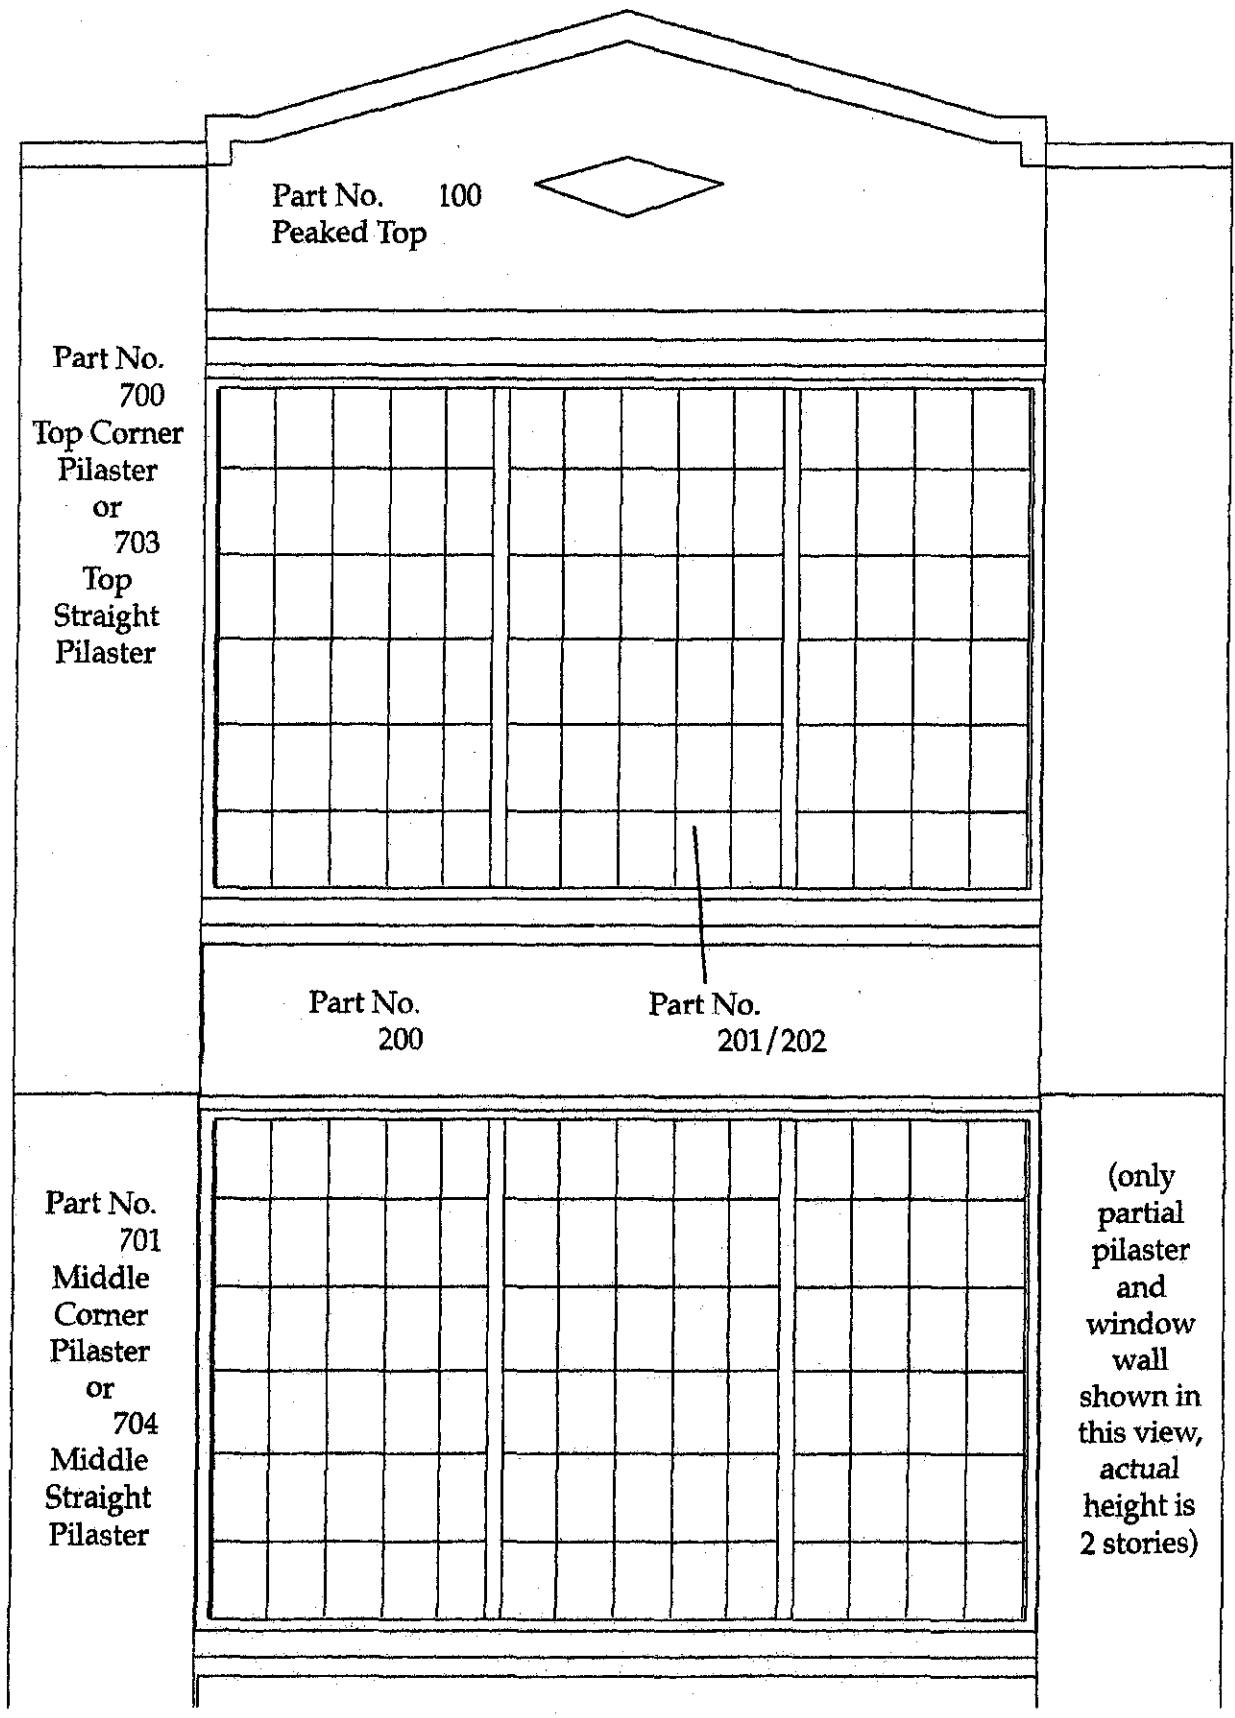 Part No. 100
Peaked Top
Part No.
700
Top Corner
Pilaster
or
703
Top
Straight
Pilaster
Part No.
200
Part No.
201/202
Part No.
701
Middle
Corner
Pilaster
or
704
Middle
Straight
Pilaster
(only
partial
pilaster
and
window
wall
shown in
this view,
actual
height is
2 stories)